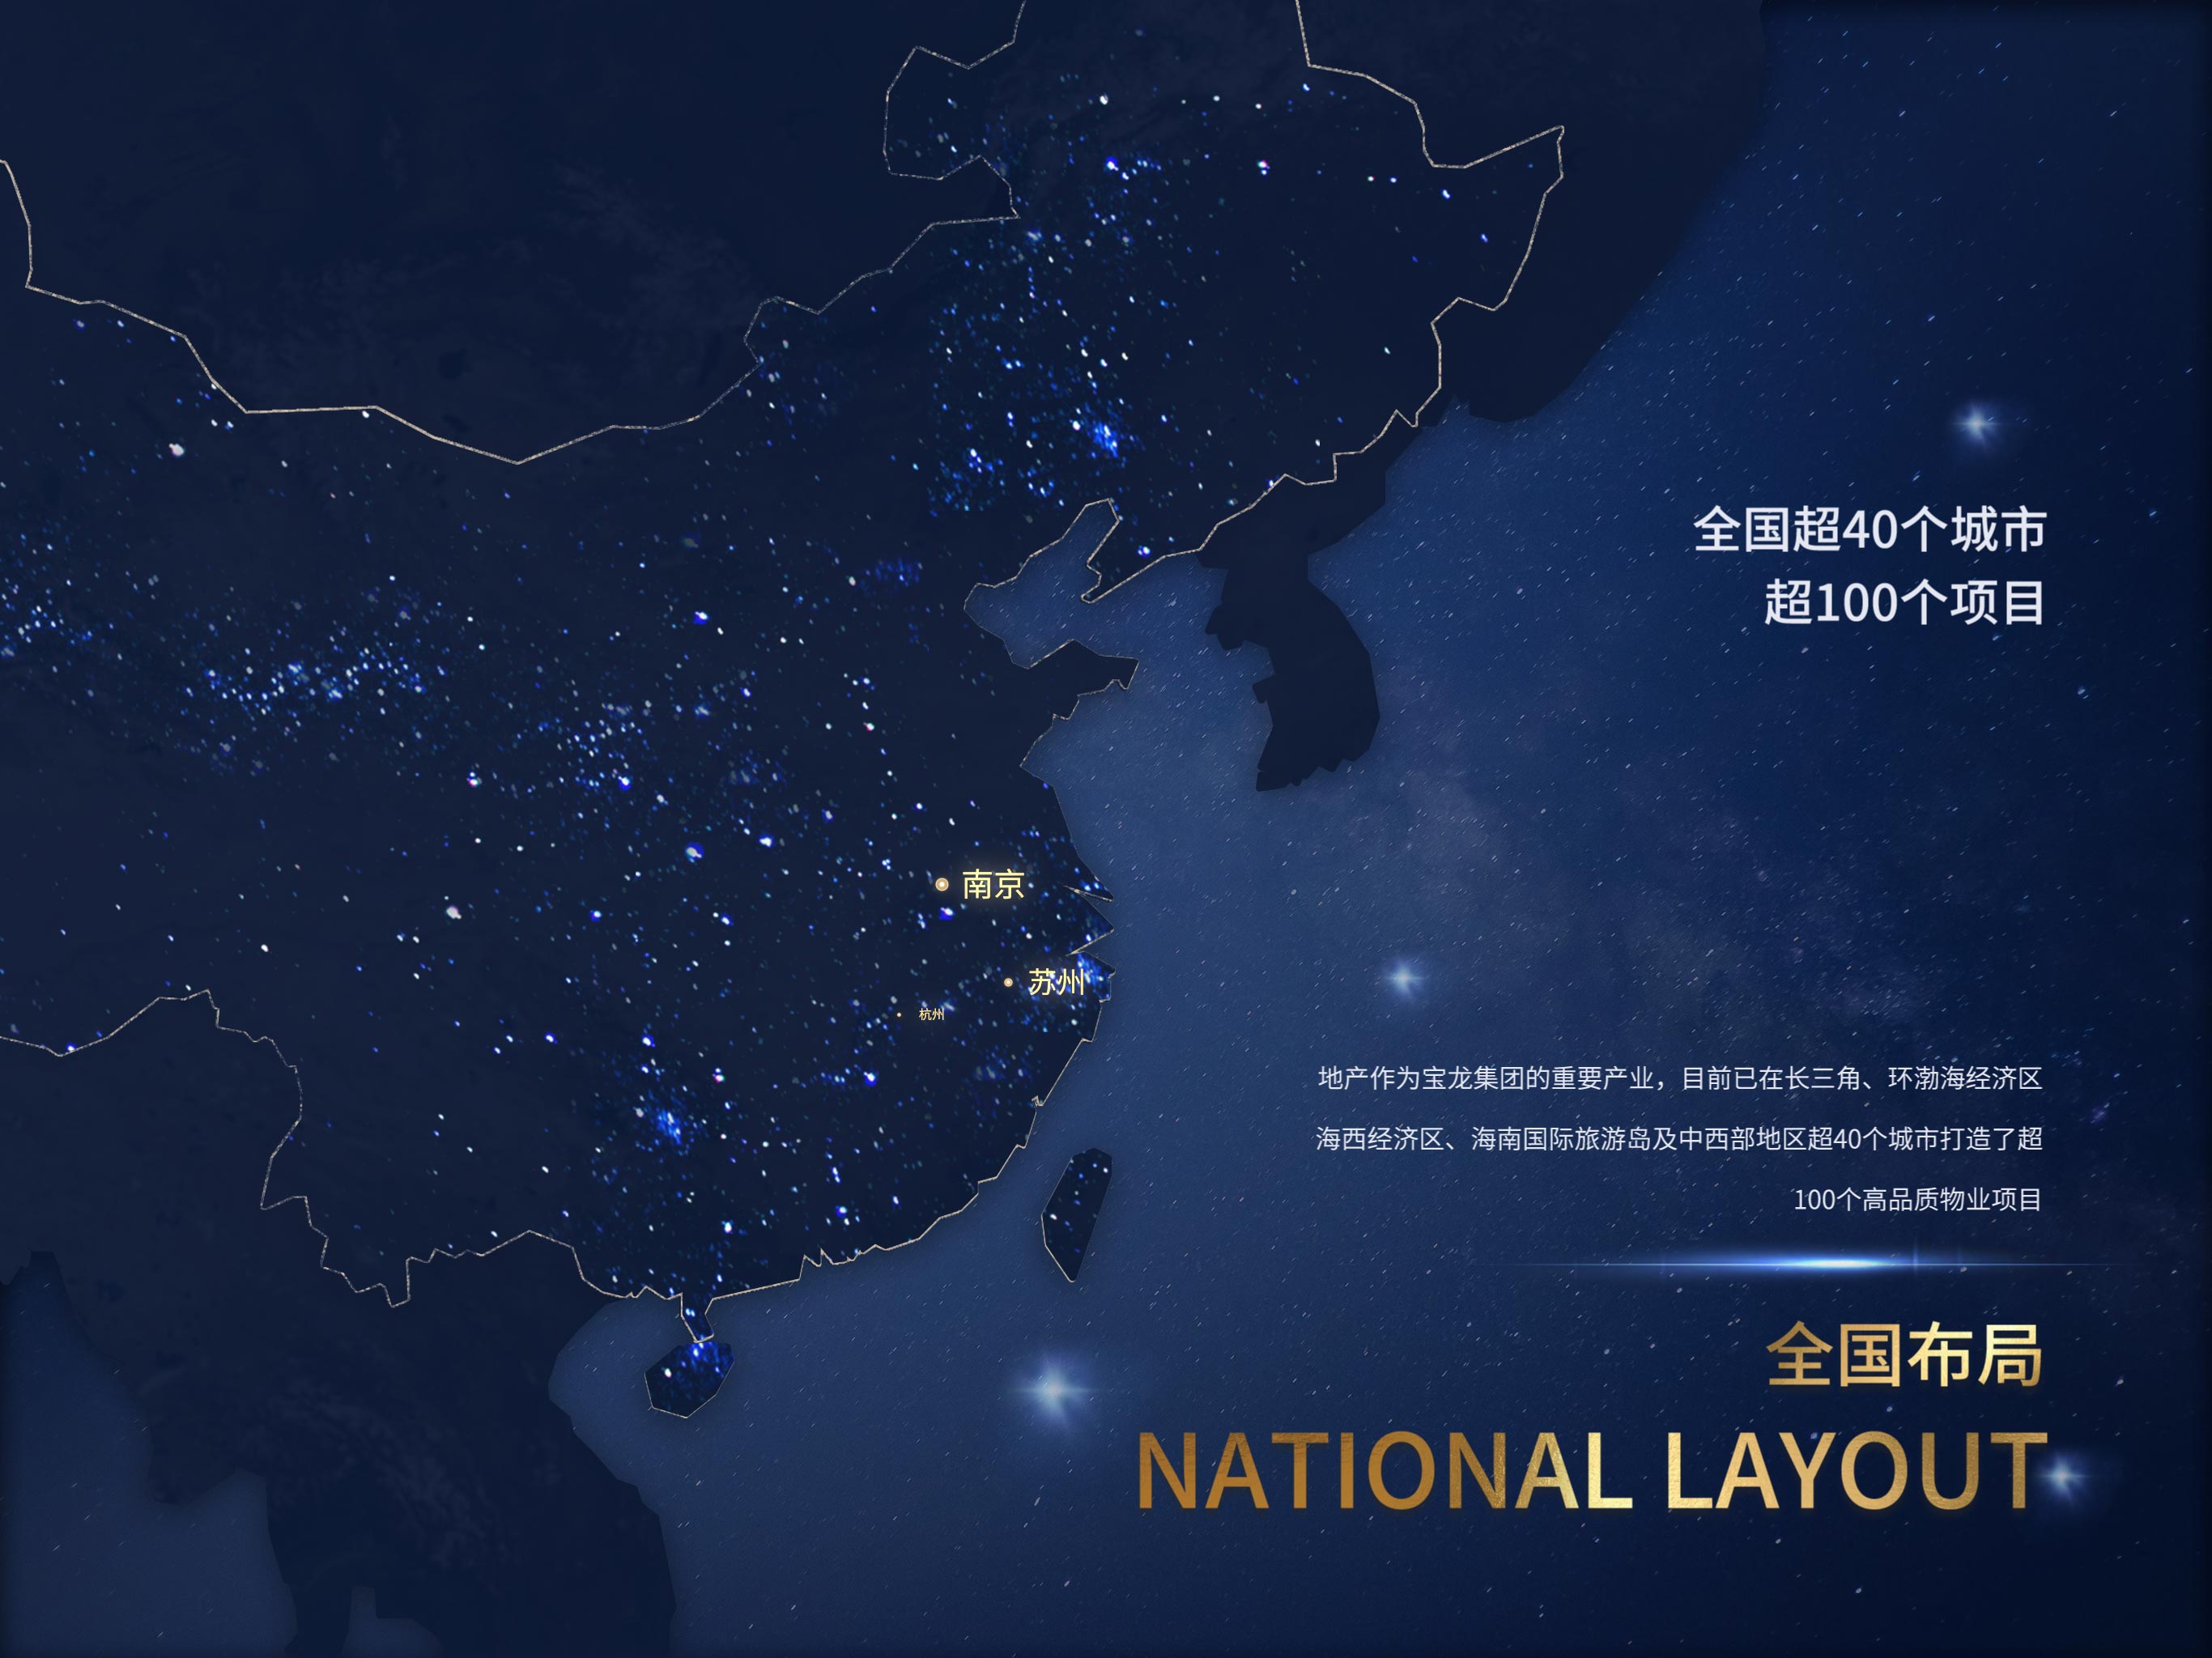 全国超40个城市
超100个项目
南京
苏州
杭州
地产作为宝龙集团的重要产业，目前已在长三角、环渤海经济区
海西经济区、海南国际旅游岛及中西部地区超40个城市打造了超
100个高品质物业项目
全国布局
NATIONAL LAYOUT